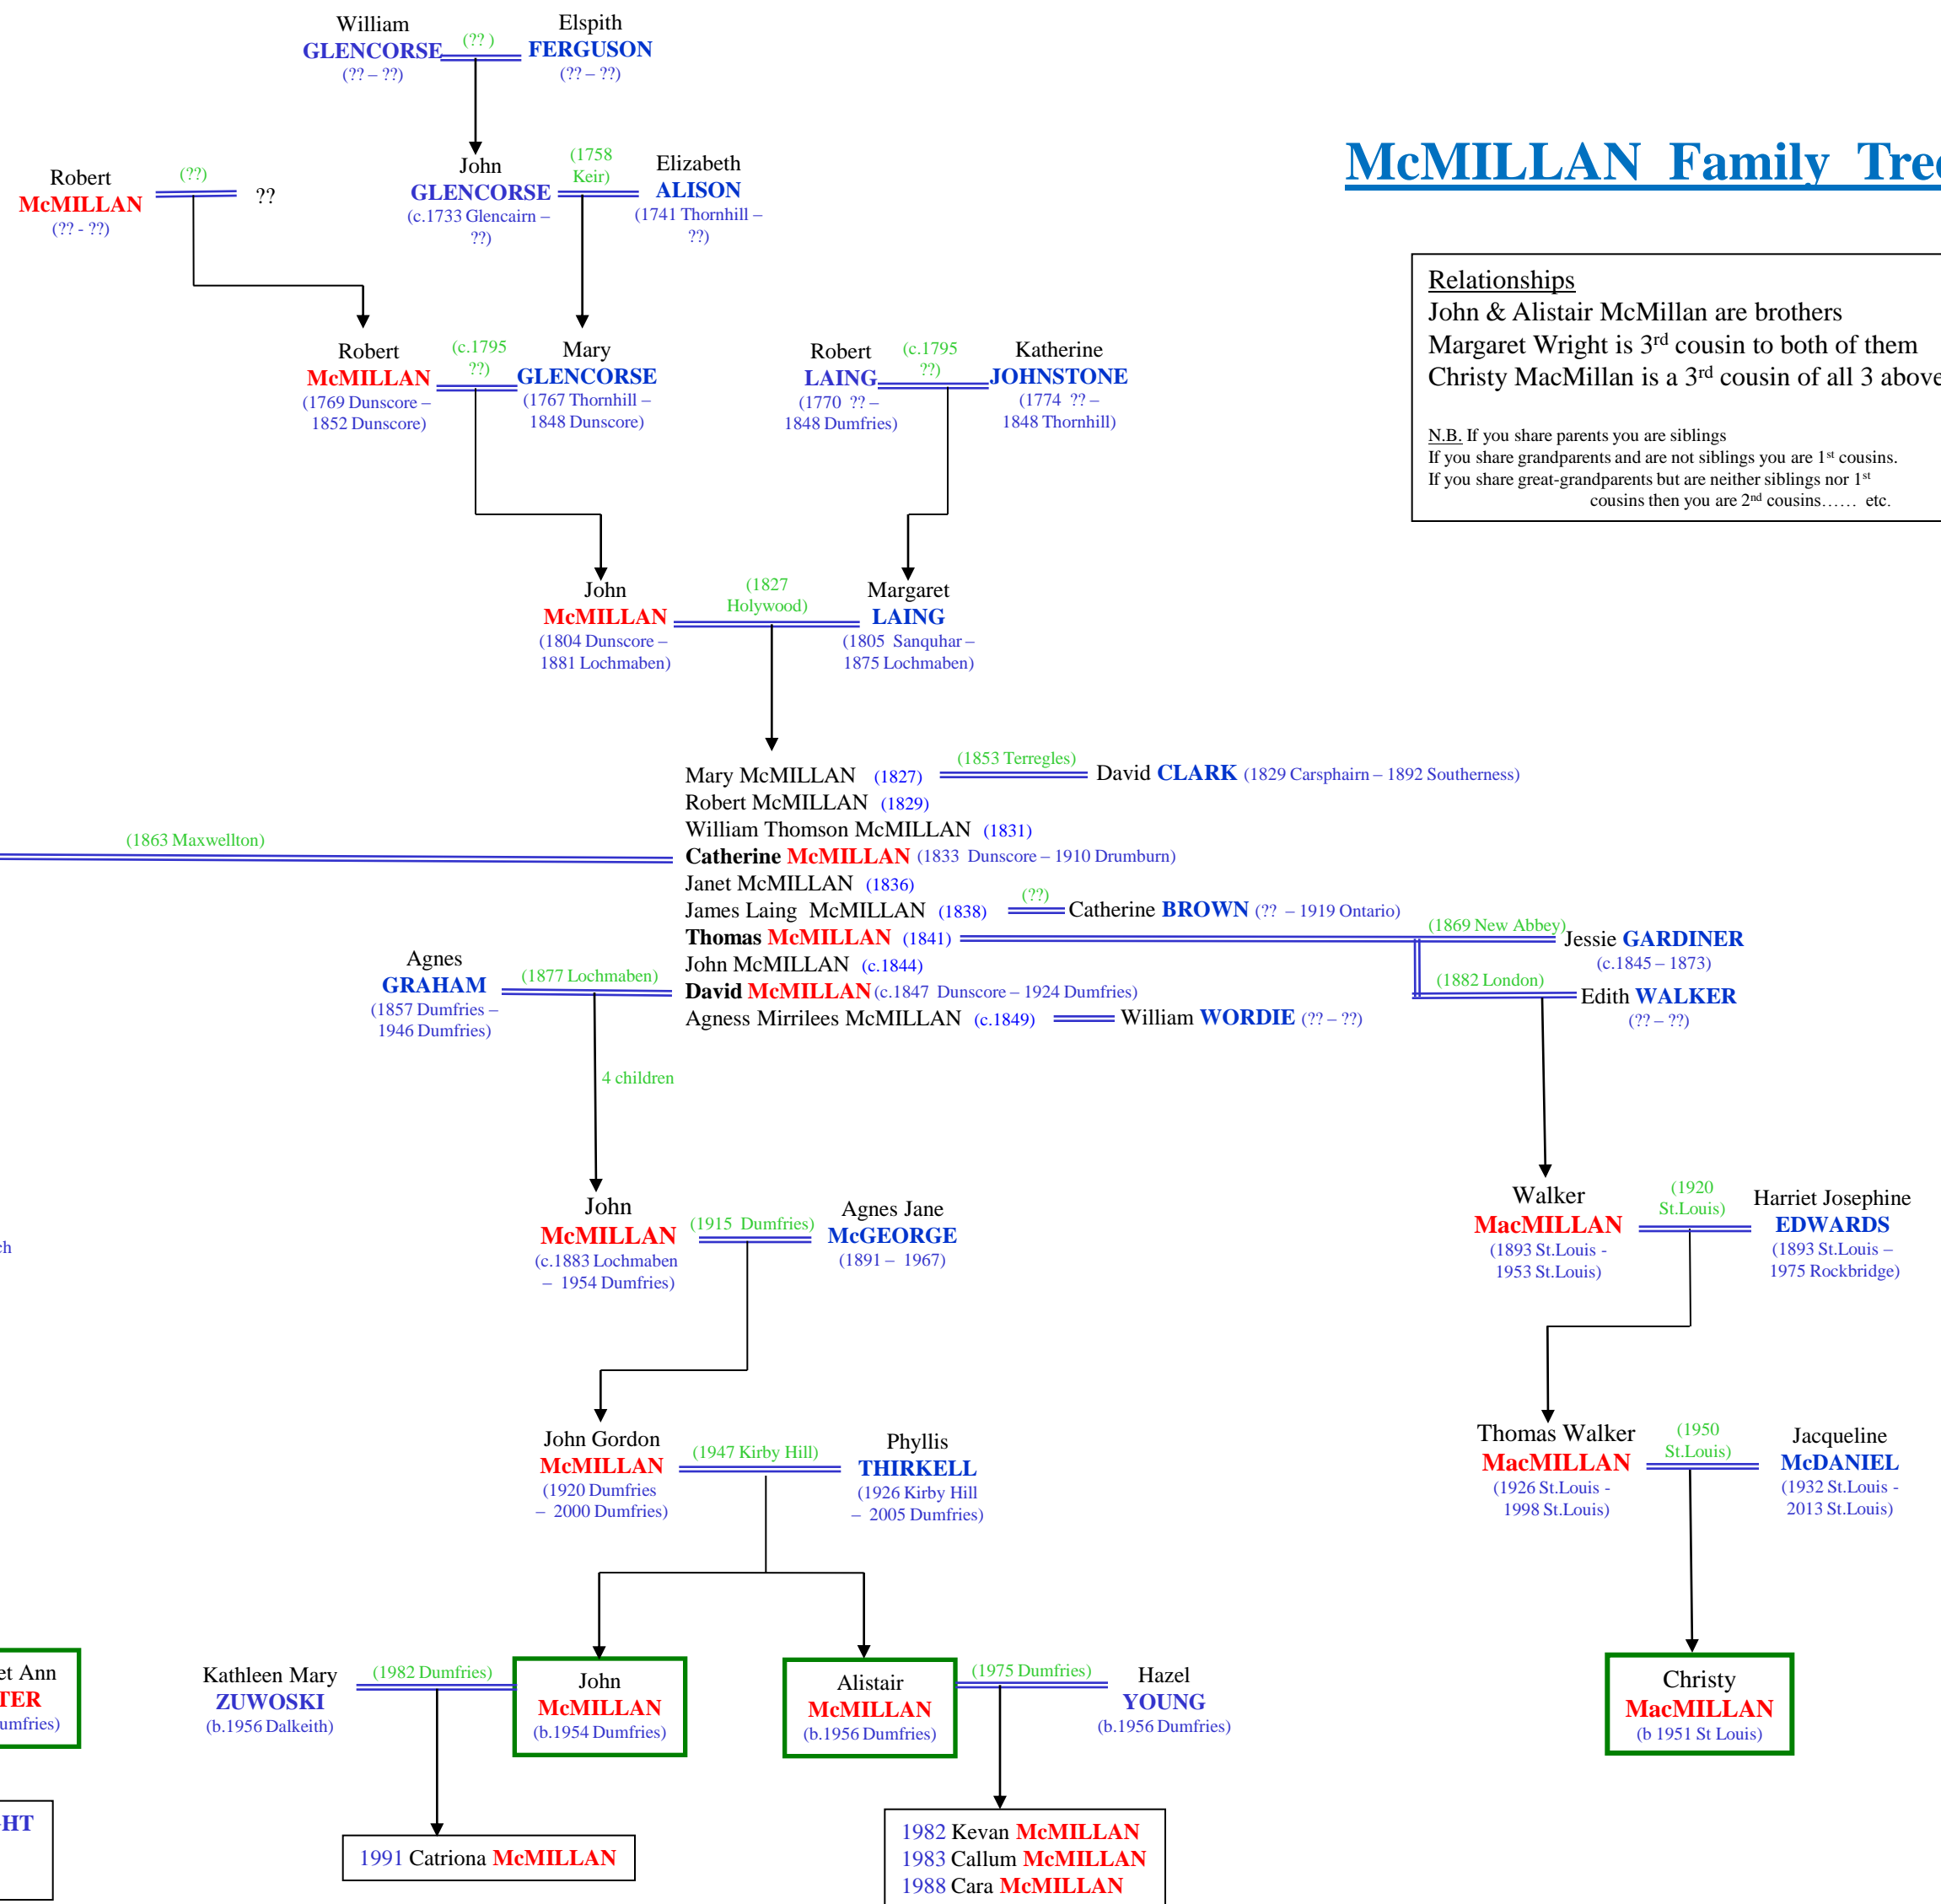 William
GLENCORSE
(?? – ??)
(?? )
Elspith
FERGUSON
(?? – ??)
McMILLAN Family Tree
Robert
McMILLAN
(?? - ??)
(??)
??
John
GLENCORSE
(c.1733 Glencairn –
??)
(1758
Keir)
Elizabeth
ALISON
(1741 Thornhill –
??)
Relationships
John & Alistair McMillan are brothers
Margaret Wright is 3rd cousin to both of them
Christy MacMillan is a 3rd cousin of all 3 above
N.B. If you share parents you are siblings
If you share grandparents and are not siblings you are 1st cousins.
If you share great-grandparents but are neither siblings nor 1st
cousins then you are 2nd cousins…… etc.
Robert
McMILLAN
(1769 Dunscore –
1852 Dunscore)
(c.1795
??)
Mary
GLENCORSE
(1767 Thornhill –
1848 Dunscore)
Robert
LAING
(1770 ?? –
1848 Dumfries)
(c.1795
??)
Katherine
JOHNSTONE
(1774 ?? –
1848 Thornhill)
John
McMILLAN
(1804 Dunscore –
1881 Lochmaben)
(1827
Holywood)
Margaret
LAING
(1805 Sanquhar –
1875 Lochmaben)
Mary McMILLAN (1827) (1853 Terregles) David CLARK (1829 Carsphairn – 1892 Southerness)
Robert McMILLAN (1829)
William Thomson McMILLAN (1831)
(1863 Maxwellton)
Catherine McMILLAN (1833 Dunscore – 1910 Drumburn)
Janet McMILLAN (1836)
James Laing McMILLAN (1838) (??) Catherine BROWN (?? – 1919 Ontario)
Thomas McMILLAN (1841) (1869 New Abbey) Jessie GARDINER
(c.1845 – 1873)
John McMILLAN (c.1844)
(1882 London) Edith WALKER
(?? – ??)
David McMILLAN (c.1847 Dunscore – 1924 Dumfries)
Agness Mirrilees McMILLAN (c.1849) William WORDIE (?? – ??)
Agnes
GRAHAM
(1857 Dumfries –
1946 Dumfries)
(1877 Lochmaben)
4 children
John
McMILLAN
(c.1883 Lochmaben
– 1954 Dumfries)
(1915 Dumfries)
Agnes Jane
McGEORGE
(1891 – 1967)
Walker
MacMILLAN
(1893 St.Louis -
1953 St.Louis)
(1920
St.Louis)
Harriet Josephine
EDWARDS
(1893 St.Louis –
1975 Rockbridge)
ch
John Gordon
McMILLAN
(1920 Dumfries
– 2000 Dumfries)
(1947 Kirby Hill)
Phyllis
THIRKELL
(1926 Kirby Hill
– 2005 Dumfries)
Thomas Walker
MacMILLAN
(1926 St.Louis -
1998 St.Louis)
(1950
St.Louis)
Jacqueline
McDANIEL
(1932 St.Louis -
2013 St.Louis)
et Ann
TER
umfries)
Kathleen Mary
ZUWOSKI
(b.1956 Dalkeith)
(1982 Dumfries)
John
McMILLAN
(b.1954 Dumfries)
Alistair
McMILLAN
(b.1956 Dumfries)
(1975 Dumfries)
Hazel
YOUNG
(b.1956 Dumfries)
Christy
MacMILLAN
(b 1951 St Louis)
GHT
1991 Catriona McMILLAN
1982 Kevan McMILLAN
1983 Callum McMILLAN
1988 Cara McMILLAN